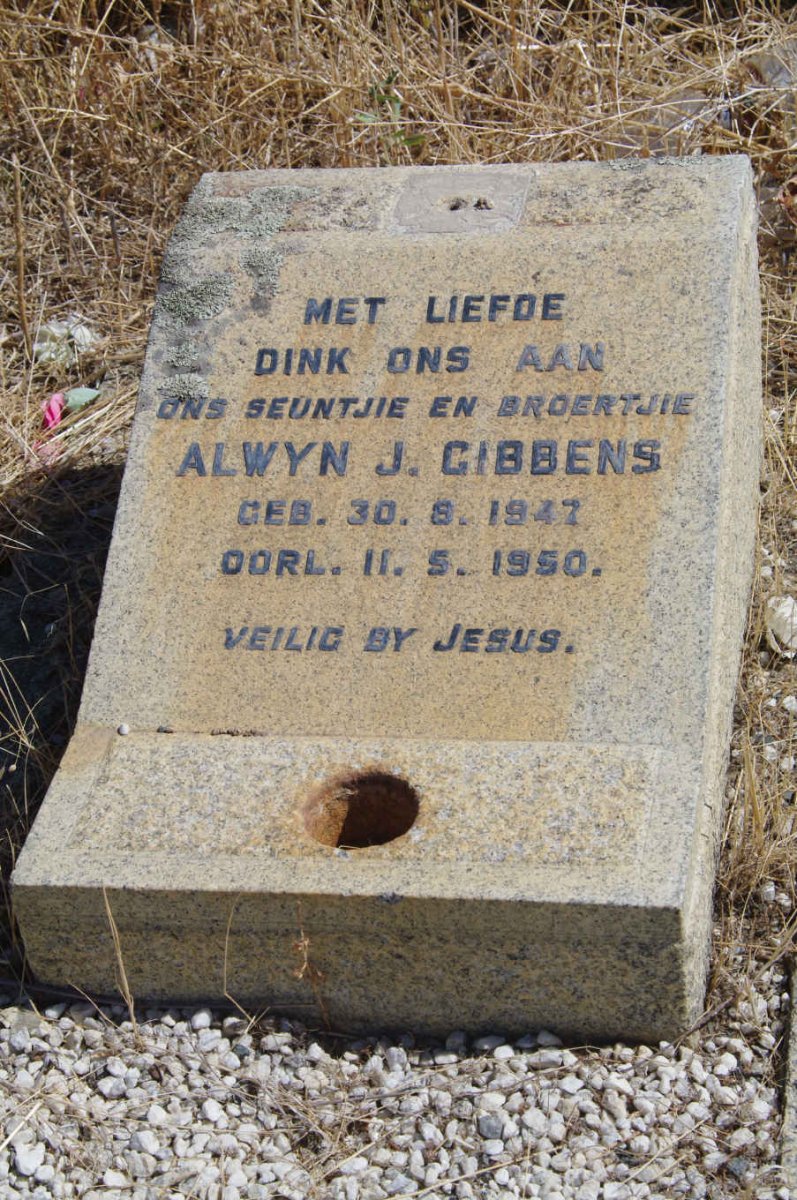 MET LIEFDE
DINK ONS AAN
ONS SEUNTJIE EN BROERTJIE
ALWYN J. GIBBENS
GEB. 30. 8. 1947
OORL. 11. 5. 1950.
VEILIG BY JESUS.